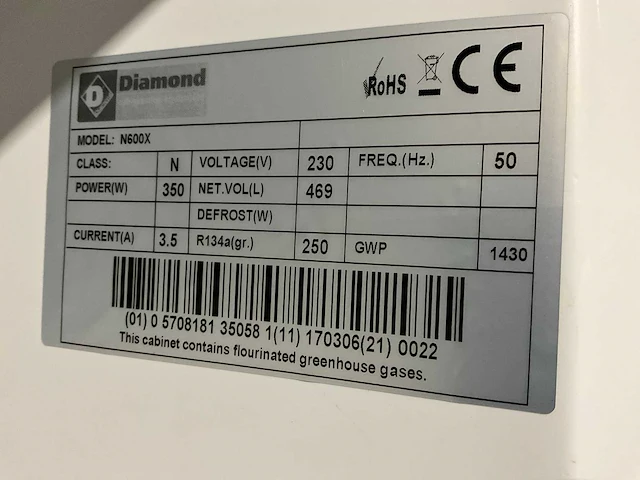 D Diamond
RoHS CE
MODEL: N600X
CLASS: N VOLTAGE(V) 230 FREQ.(Hz.) 50
POWER(W) 350 NET.VOL(L) 469
DEFROST(W)
CURRENT(A) 3.5 R134a(gr.) 250 GWP 1430
(01) 0 5708181 35058 1(11) 170306(21) 0022
This cabinet contains flourinated greenhouse gases.